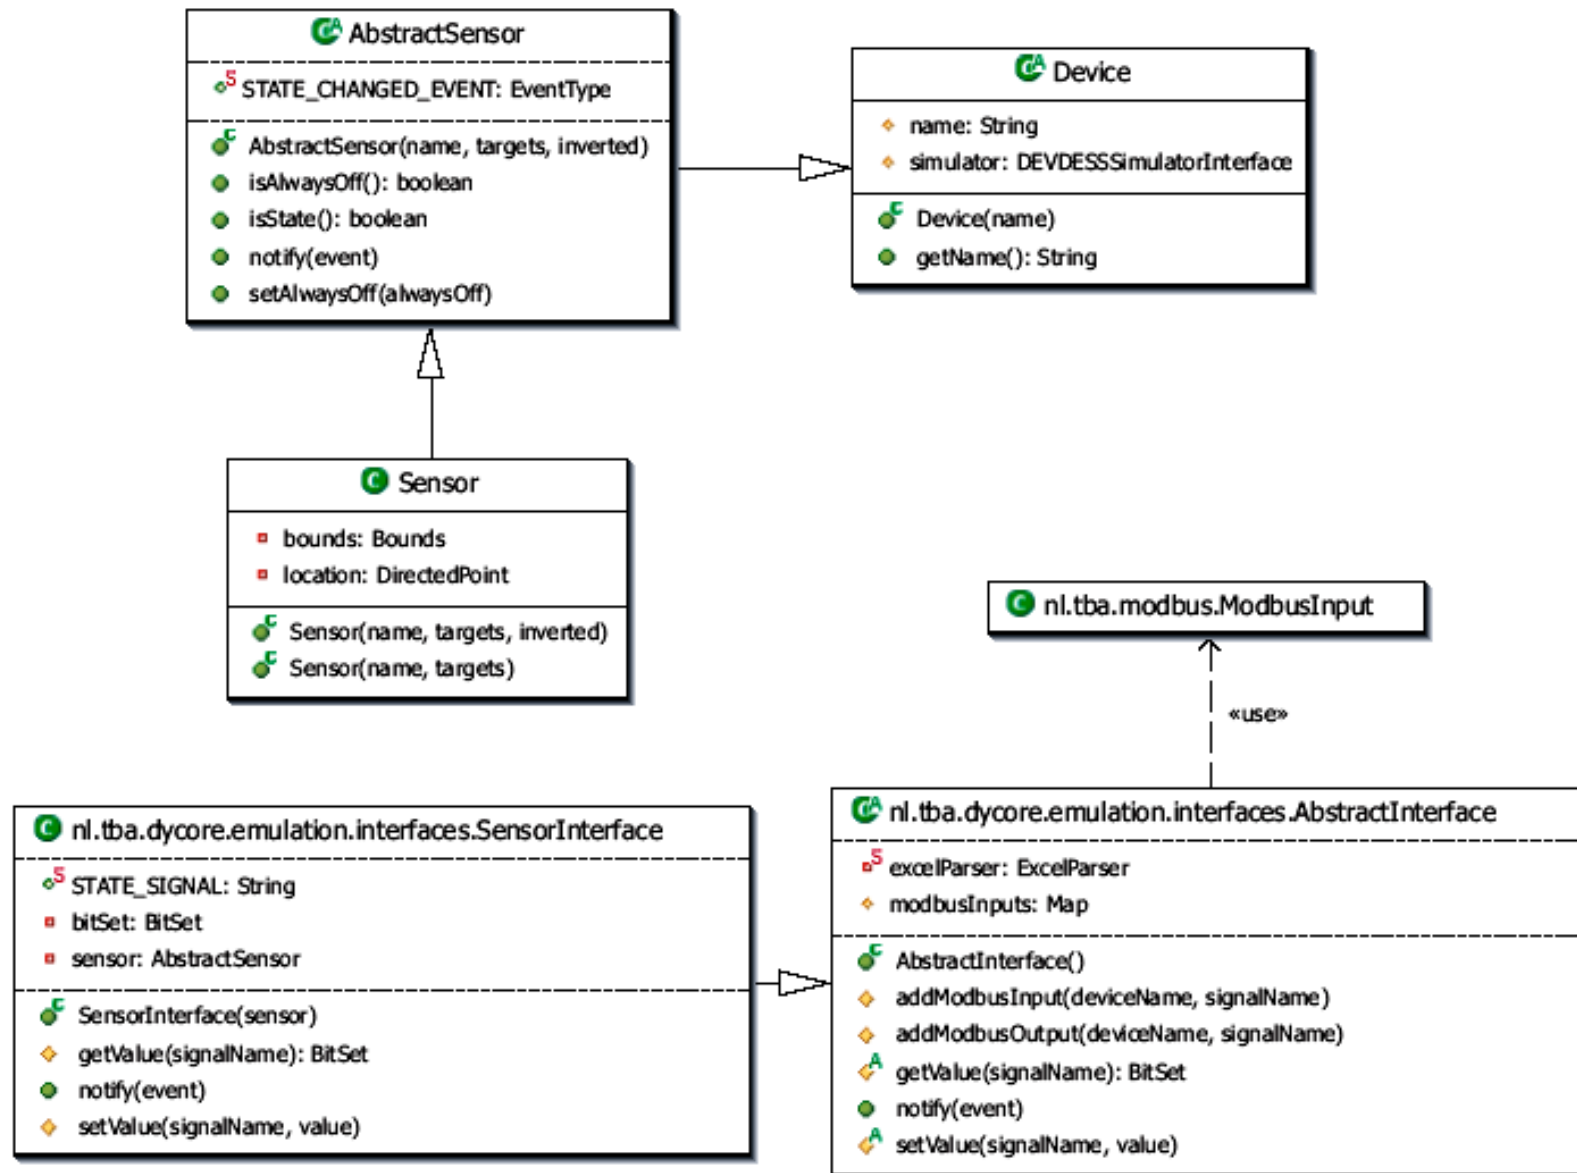 AbstractSensor
STATE_CHANGED_EVENT: EventType
AbstractSensor(name, targets, inverted)
isAlwaysOff(): boolean
isState(): boolean
notify(event)
setAlwaysOff(alwaysOff)
Device
name: String
simulator: DEVDESSSimulatorInterface
Device(name)
getName(): String
Sensor
bounds: Bounds
location: DirectedPoint
Sensor(name, targets, inverted)
Sensor(name, targets)
nl.tba.modbus.ModbusInput
«use»
nl.tba.dycore.emulation.interfaces.SensorInterface
STATE_SIGNAL: String
bitSet: BitSet
sensor: AbstractSensor
SensorInterface(sensor)
getValue(signalName): BitSet
notify(event)
setValue(signalName, value)
nl.tba.dycore.emulation.interfaces.AbstractInterface
excelParser: ExcelParser
modbusInputs: Map
AbstractInterface()
addModbusInput(deviceName, signalName)
addModbusOutput(deviceName, signalName)
getValue(signalName): BitSet
notify(event)
setValue(signalName, value)